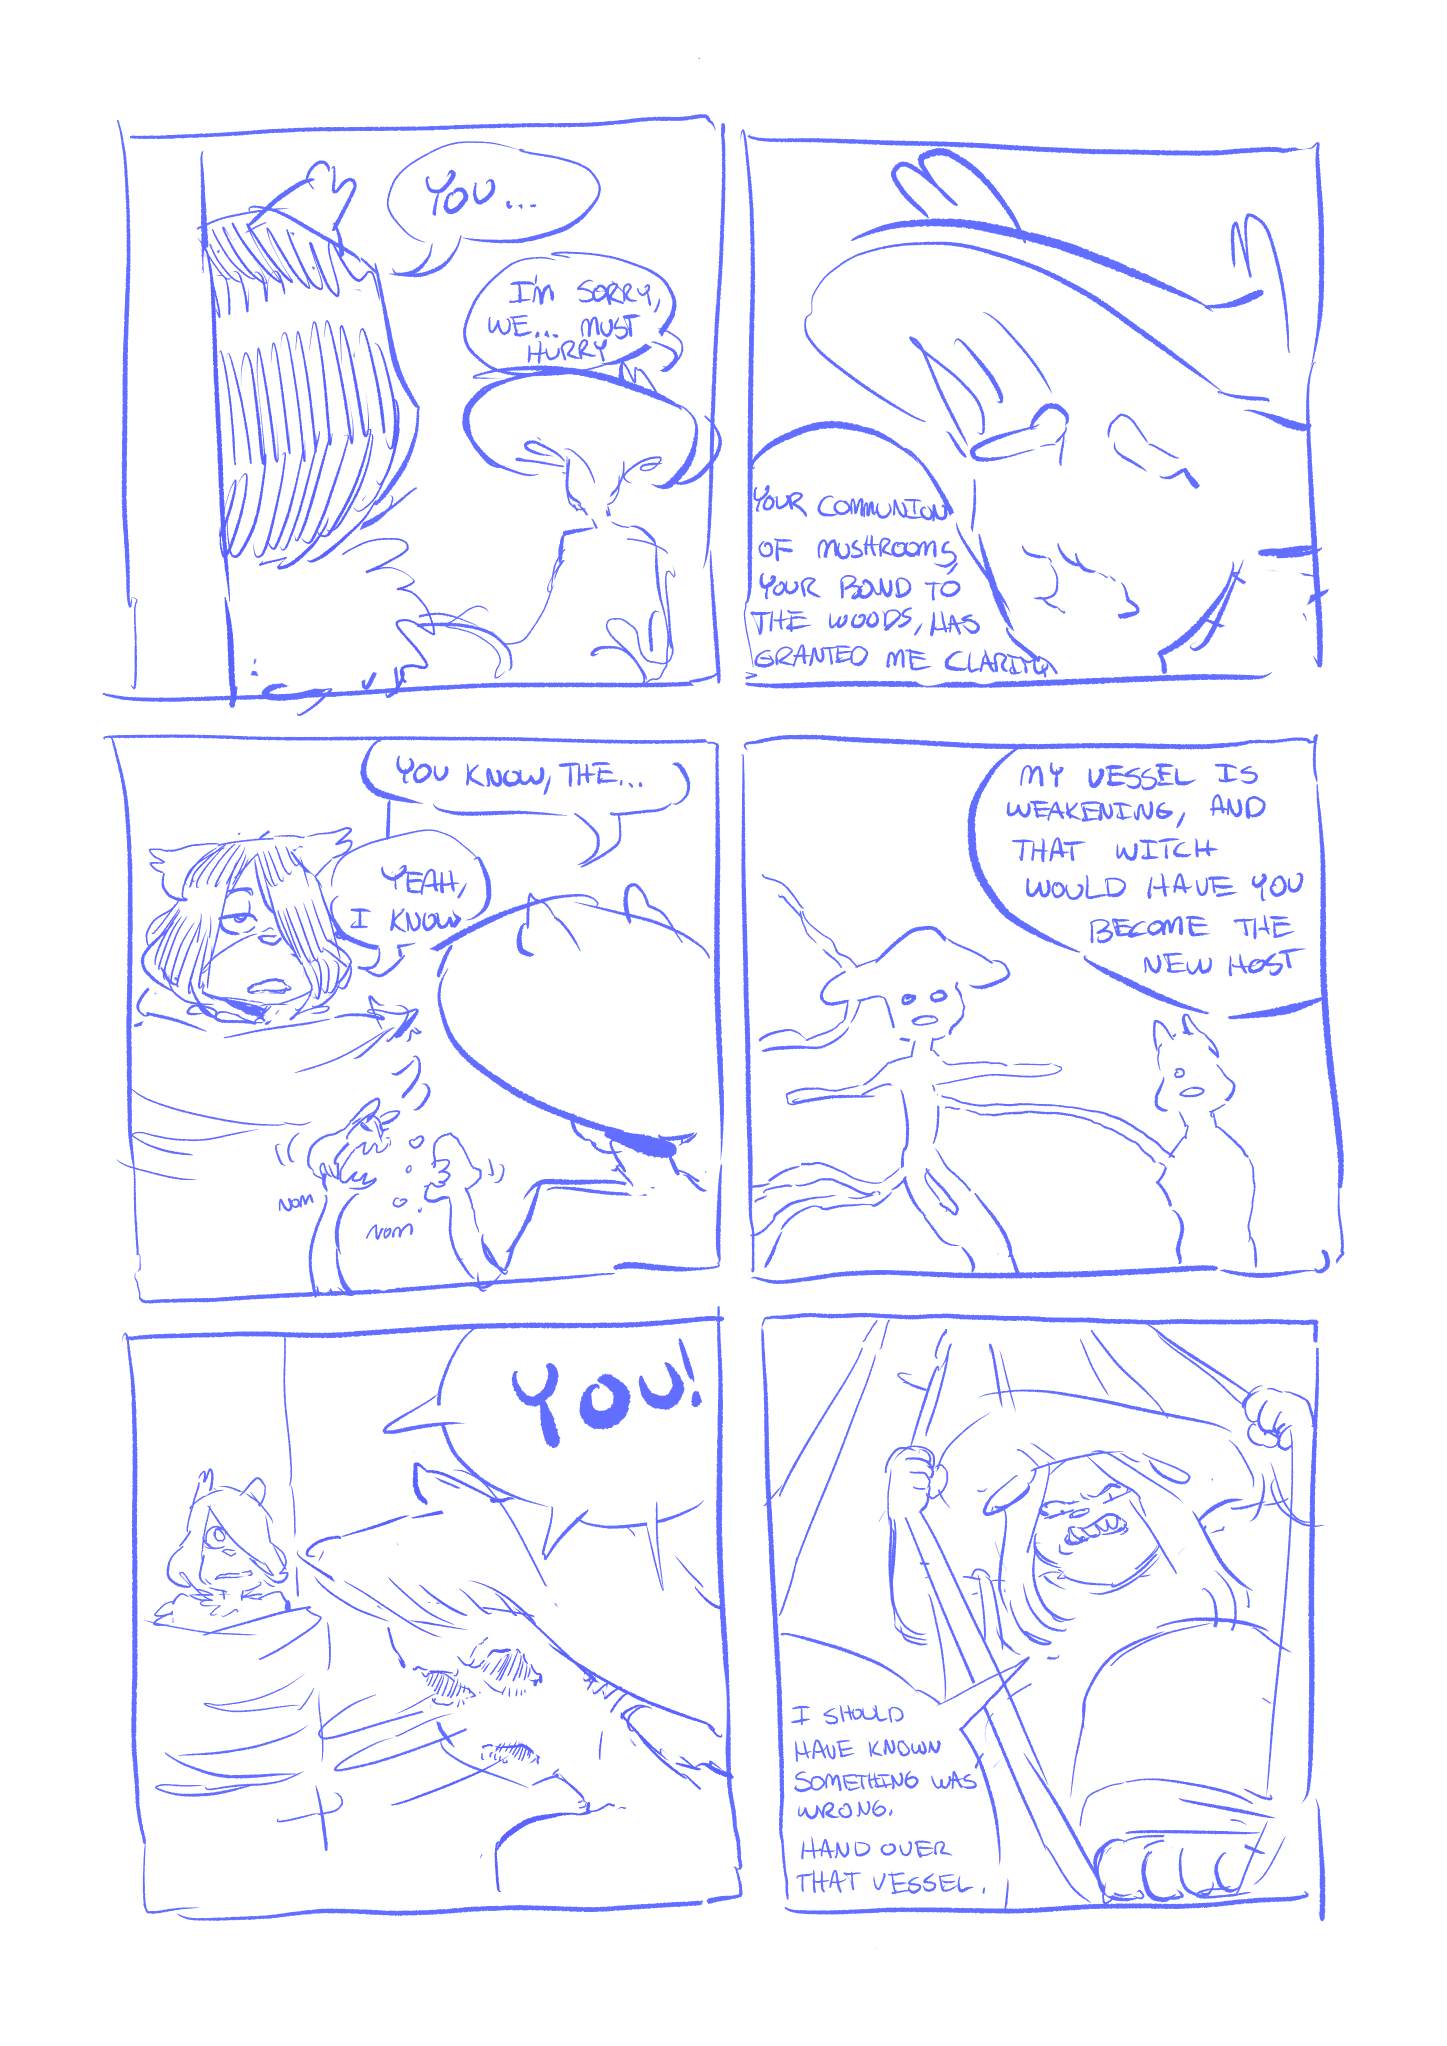 YOU...
I'M SORRY,
WE... MUST
HURRY
YOUR COMMUNION
OF MUSHROOMS,
YOUR BOND TO
THE WOODS, HAS
GRANTED ME CLARITY
YOU KNOW, THE...
YEAH,
I KNOW
NOM
NOM
MY VESSEL IS
WEAKENING, AND
THAT WITCH
WOULD HAVE YOU
BECOME THE
NEW HOST
YOU!
I SHOULD
HAVE KNOWN
SOMETHING WAS
WRONG.
HAND OVER
THAT VESSEL.